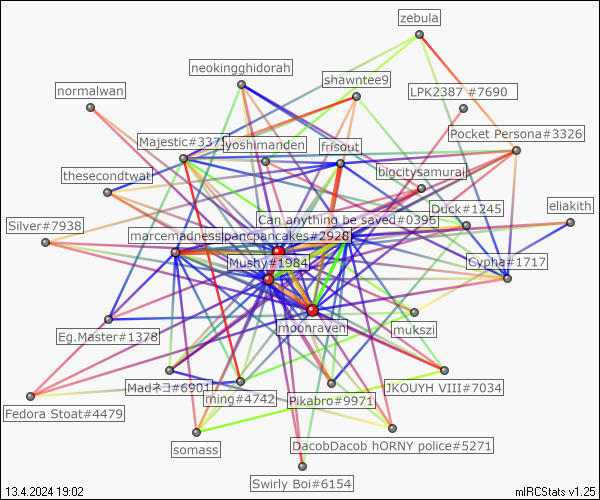 zebula
neokingghidorah
shawntee9
normalwan
LPK2387 #7690
Pocket Persona#3326
Majestic#3375
yoshimanden
frisout
thesecondtwat
bigcitysamurai
eliakith
Silver#7938
Can anything be saved#0396
Duck#1245
marcemadness
pancpancakes#2928
Mushy#1984
Cypha#1717
moonraven
mukszi
Eg.Master#1378
Madネコ#6901
ming#4742
Pikabro#9971
JKOUYH VIII#7034
Fedora Stoat#4479
somass
DacobDacob hORNY police#5271
Swirly Boi#6154
13.4.2024 19:02
mIRCStats v1.25